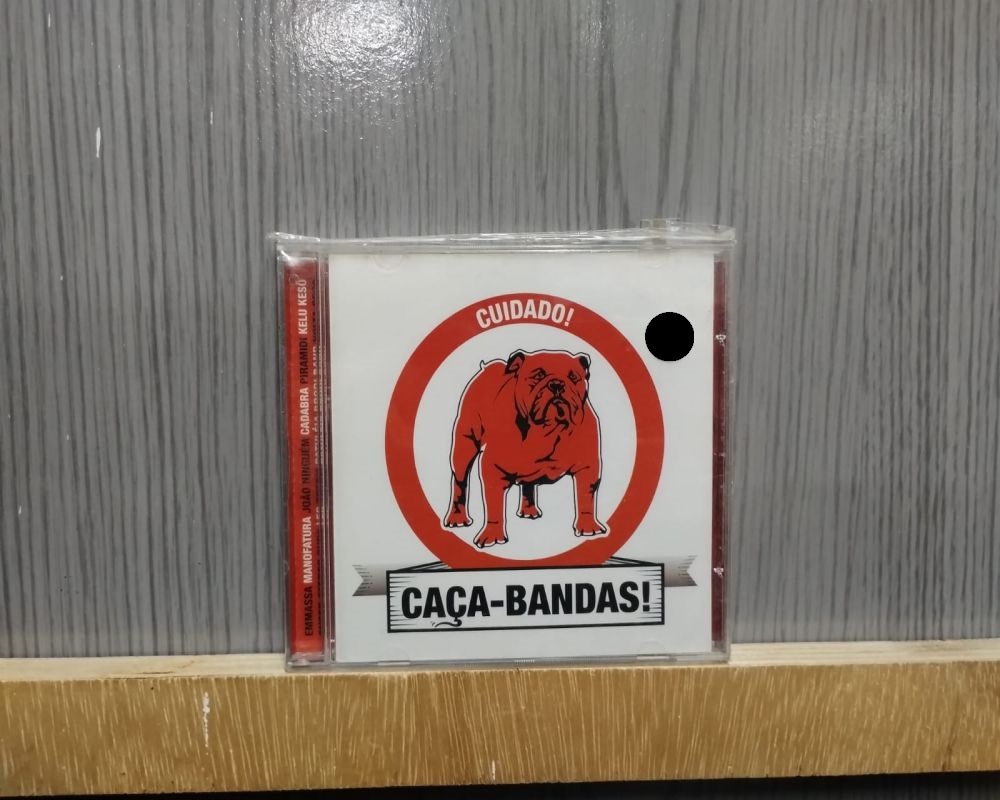 CUIDADO!
CAÇA-BANDAS!
EMMASSA MANOFATURA JOÃO NINGUÉM CADABRA PIRAMIDI KELU KESÓ